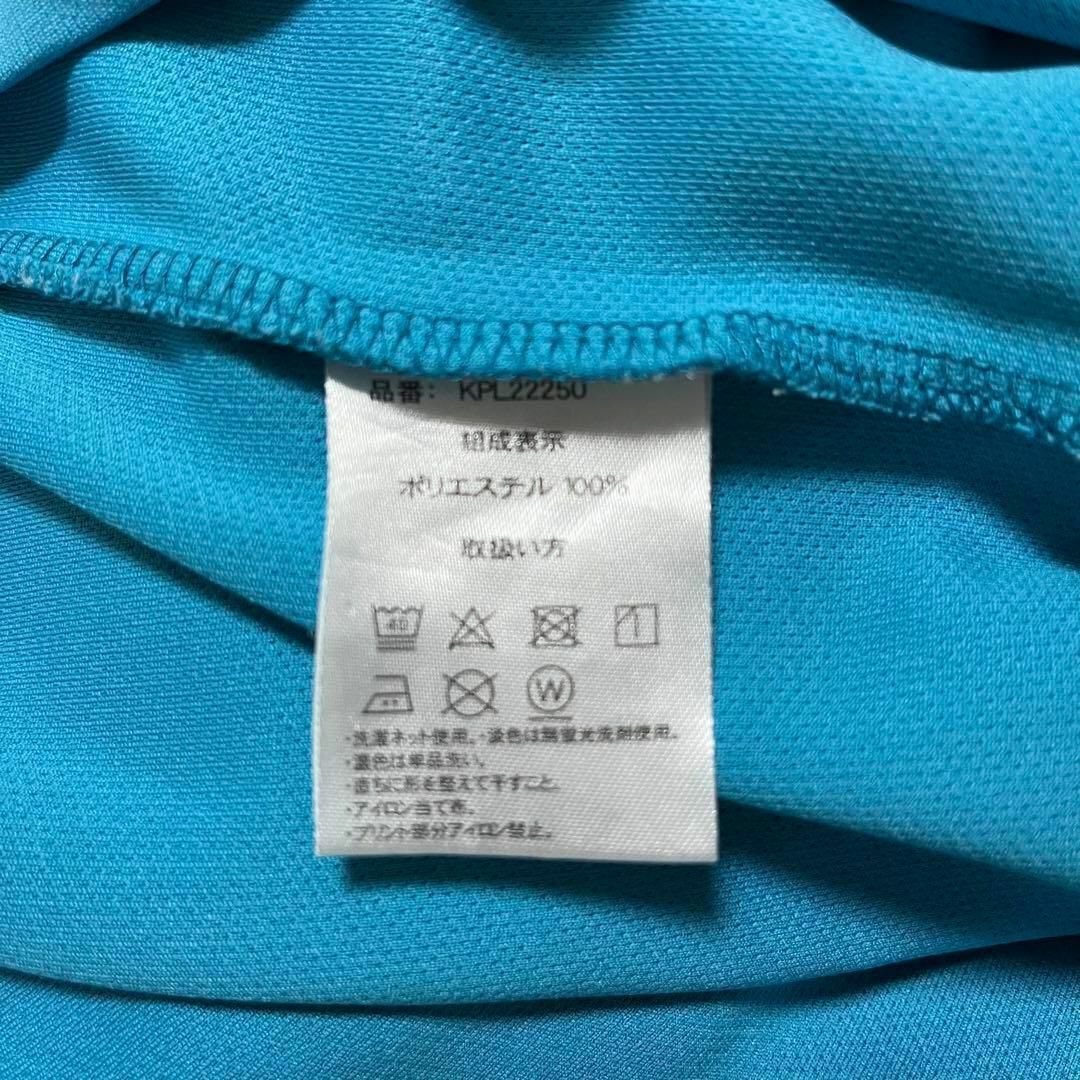 品番: KPL22250
組成表示
ポリエステル 100%
取扱い方
40
W
・洗濯ネット使用。・淡色は無蛍光洗剤使用。
・濃色は単品洗い。
・直ちに形を整えて干すこと。
・アイロン当て布。
・プリント部分アイロン禁止。